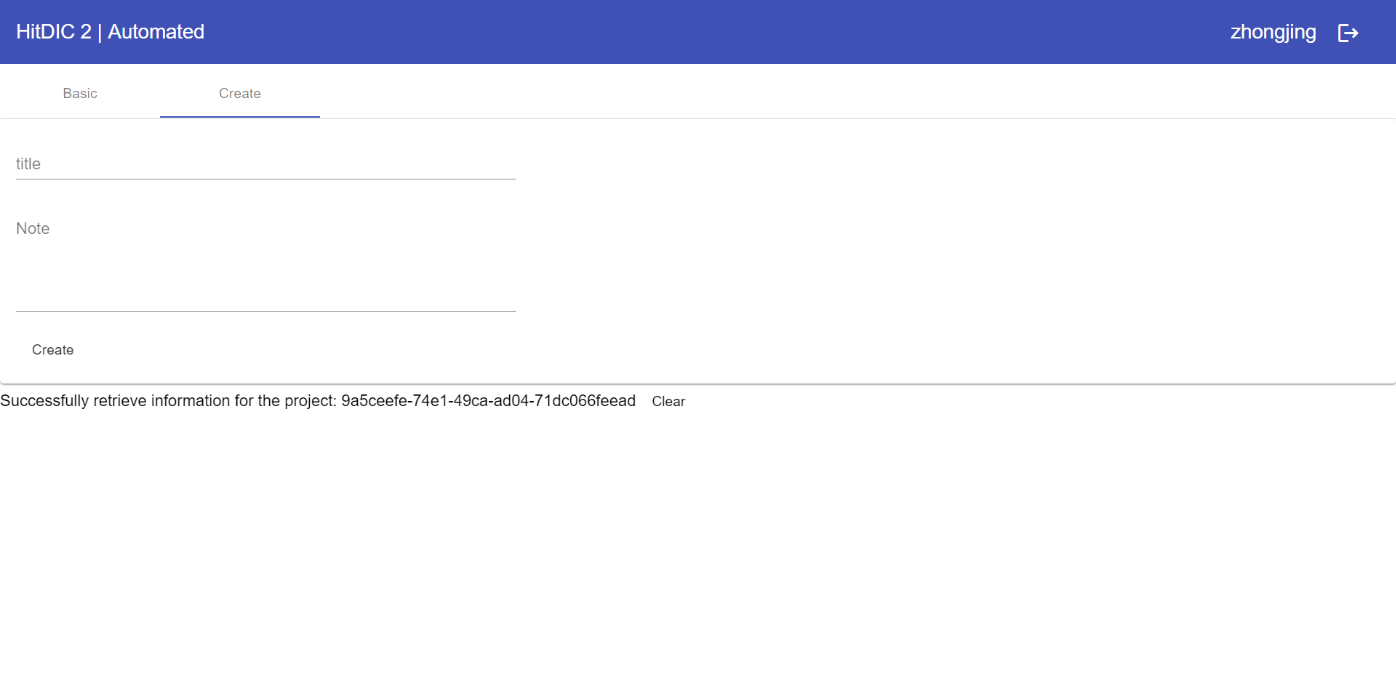 HitDIC 2 | Automated
zhongjing
Basic
Create
title
Note
Create
Successfully retrieve information for the project: 9a5ceefe-74e1-49ca-ad04-71dc066feead Clear